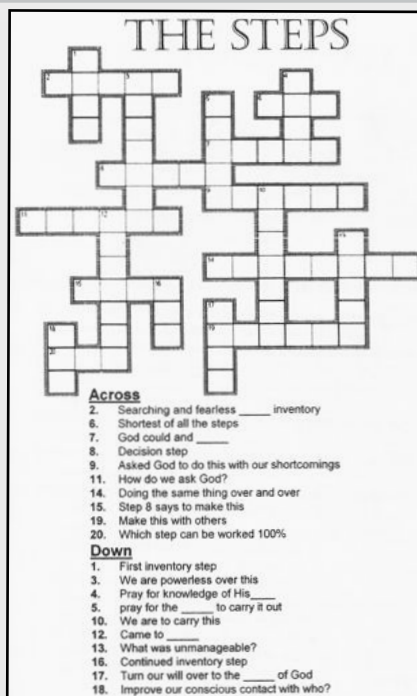 THE STEPS
Across
2. Searching and fearless _____ inventory
6. Shortest of all the steps
7. God could and _____
8. Decision step
9. Asked God to do this with our shortcomings
11. How do we ask God?
14. Doing the same thing over and over
15. Step 8 says to make this
19. Make this with others
20. Which step can be worked 100%
Down
1. First inventory step
3. We are powerless over this
4. Pray for knowledge of His____
5. pray for the _____ to carry it out
10. We are to carry this
12. Came to _____
13. What was unmanageable?
16. Continued inventory step
17. Turn our will over to the _____ of God
18. Improve our conscious contact with who?